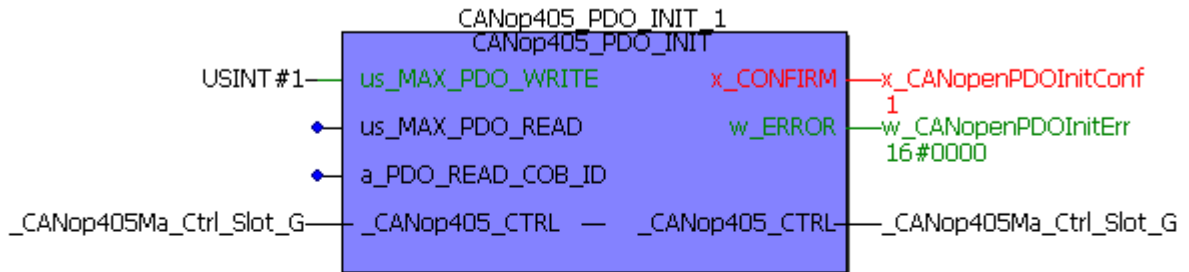 CANop405_PDO_INIT_1
CANop405_PDO_INIT
USINT#1 us_MAX_PDO_WRITE x_CONFIRM x_CANopenPDOInitConf
1
us_MAX_PDO_READ w_ERROR w_CANopenPDOInitErr
16#0000
a_PDO_READ_COB_ID
_CANop405Ma_Ctrl_Slot_G _CANop405_CTRL — _CANop405_CTRL _CANop405Ma_Ctrl_Slot_G